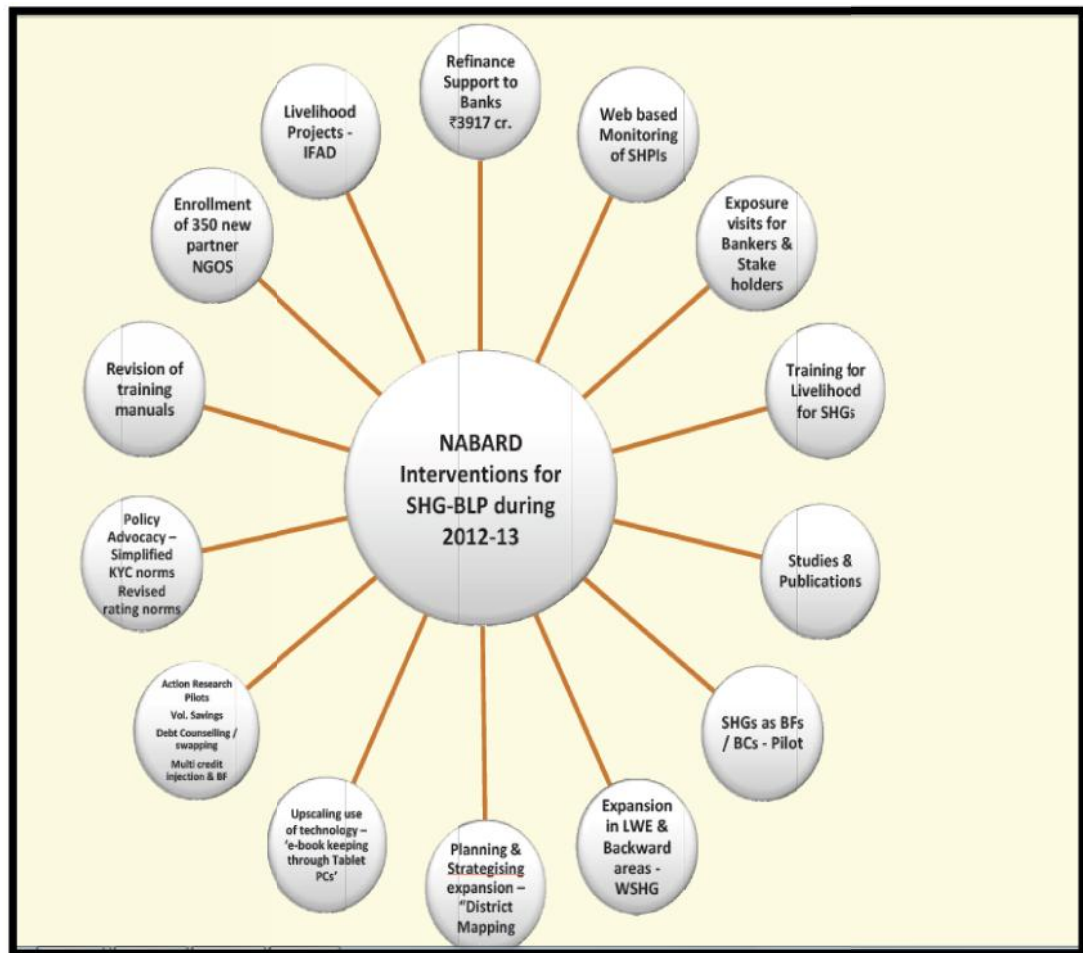 NABARD
Interventions for
SHG-BLP during
2012-13
Refinance
Support to
Banks
₹3917 cr.
Web based
Monitoring
of SHPIs
Exposure
visits for
Bankers &
Stake
holders
Training for
Livelihood
for SHGs
Studies &
Publications
SHGs as BFs
/ BCs - Pilot
Expansion
in LWE &
Backward
areas -
WSHG
Planning &
Strategising
expansion –
"District
Mapping
Upscaling use
of technology –
'e-book keeping
through Tablet
PCs'
Action Research
Pilots
Vol. Savings
Debt Counselling /
swapping
Multi credit
injection & BF
Policy
Advocacy –
Simplified
KYC norms
Revised
rating norms
Revision of
training
manuals
Enrollment
of 350 new
partner
NGOS
Livelihood
Projects -
IFAD